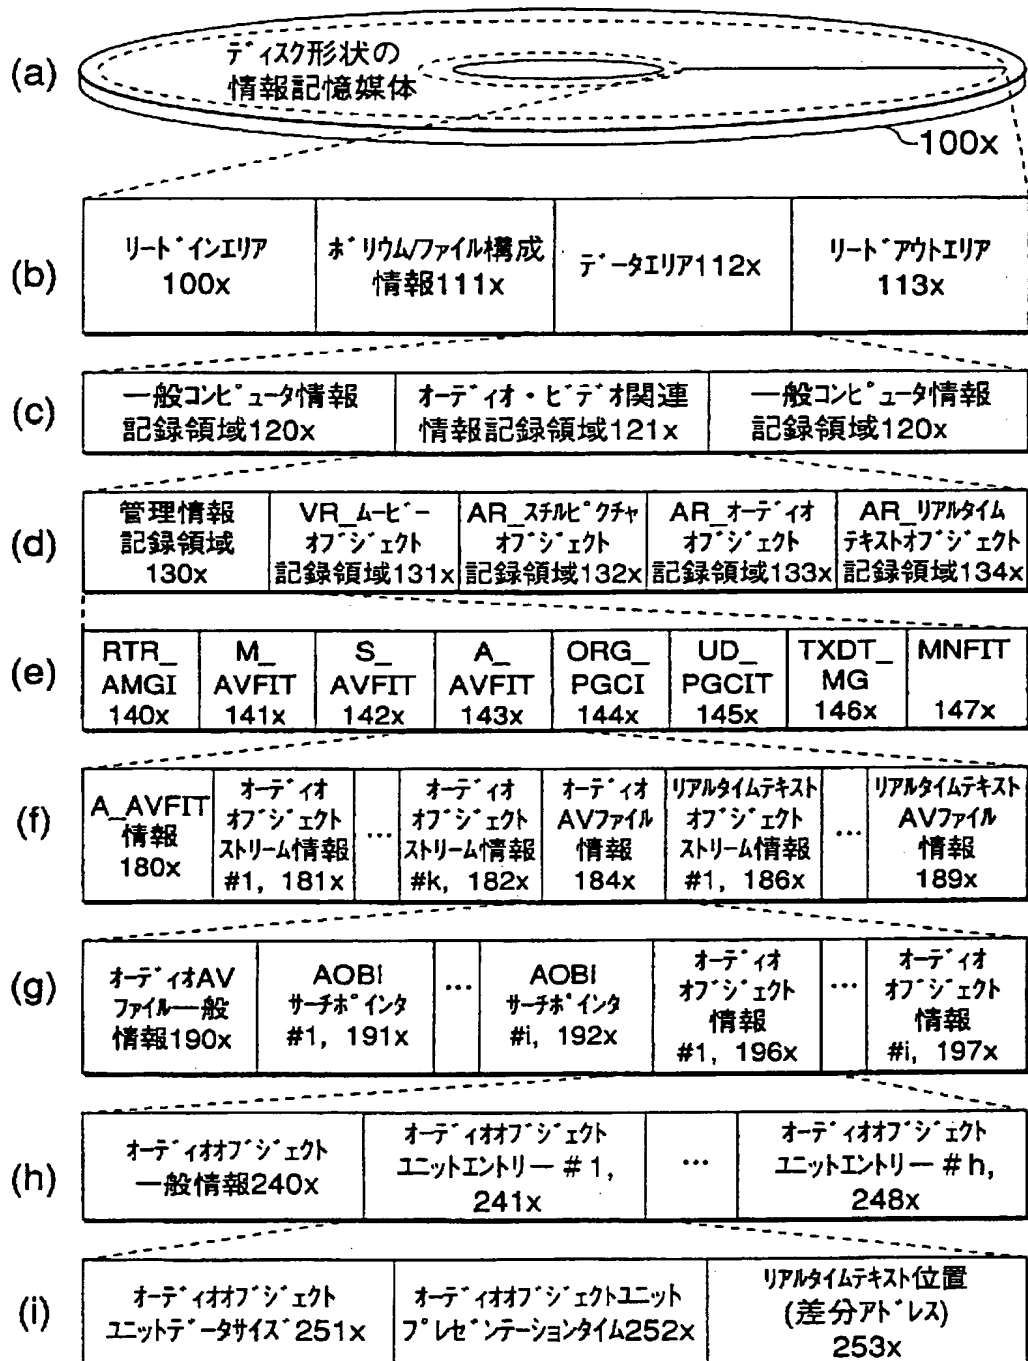 (a)
ディスク形状の
情報記憶媒体
100x
(b)
リードインエリア
100x
ボリウム/ファイル構成
情報111x
データエリア112x
リードアウトエリア
113x
(c)
一般コンピュータ情報
記録領域120x
オーディオ・ビデオ関連
情報記録領域121x
一般コンピュータ情報
記録領域120x
(d)
管理情報
記録領域
130x
VR_ムービー
オブジェクト
記録領域131x
AR_スチルピクチャ
オブジェクト
記録領域132x
AR_オーディオ
オブジェクト
記録領域133x
AR_リアルタイム
テキストオブジェクト
記録領域134x
(e)
RTR_
AMGI
140x
M_
AVFIT
141x
S_
AVFIT
142x
A_
AVFIT
143x
ORG_
PGCI
144x
UD_
PGCIT
145x
TXDT_
MG
146x
MNFIT
147x
(f)
A_AVFIT
情報
180x
オーディオ
オブジェクト
ストリーム情報
#1, 181x
...
オーディオ
オブジェクト
ストリーム情報
#k, 182x
オーディオ
AVファイル
情報
184x
リアルタイムテキスト
オブジェクト
ストリーム情報
#1, 186x
...
リアルタイムテキスト
AVファイル
情報
189x
(g)
オーディオAV
ファイル一般
情報190x
AOBI
サーチポインタ
#1, 191x
...
AOBI
サーチポインタ
#i, 192x
オーディオ
オブジェクト
情報
#1, 196x
...
オーディオ
オブジェクト
情報
#i, 197x
(h)
オーディオオブジェクト
一般情報240x
オーディオオブジェクト
ユニットエントリー #1,
241x
...
オーディオオブジェクト
ユニットエントリー #h,
248x
(i)
オーディオオブジェクト
ユニットデータサイズ251x
オーディオオブジェクトユニット
プレゼンテーションタイム252x
リアルタイムテキスト位置
(差分アドレス)
253x